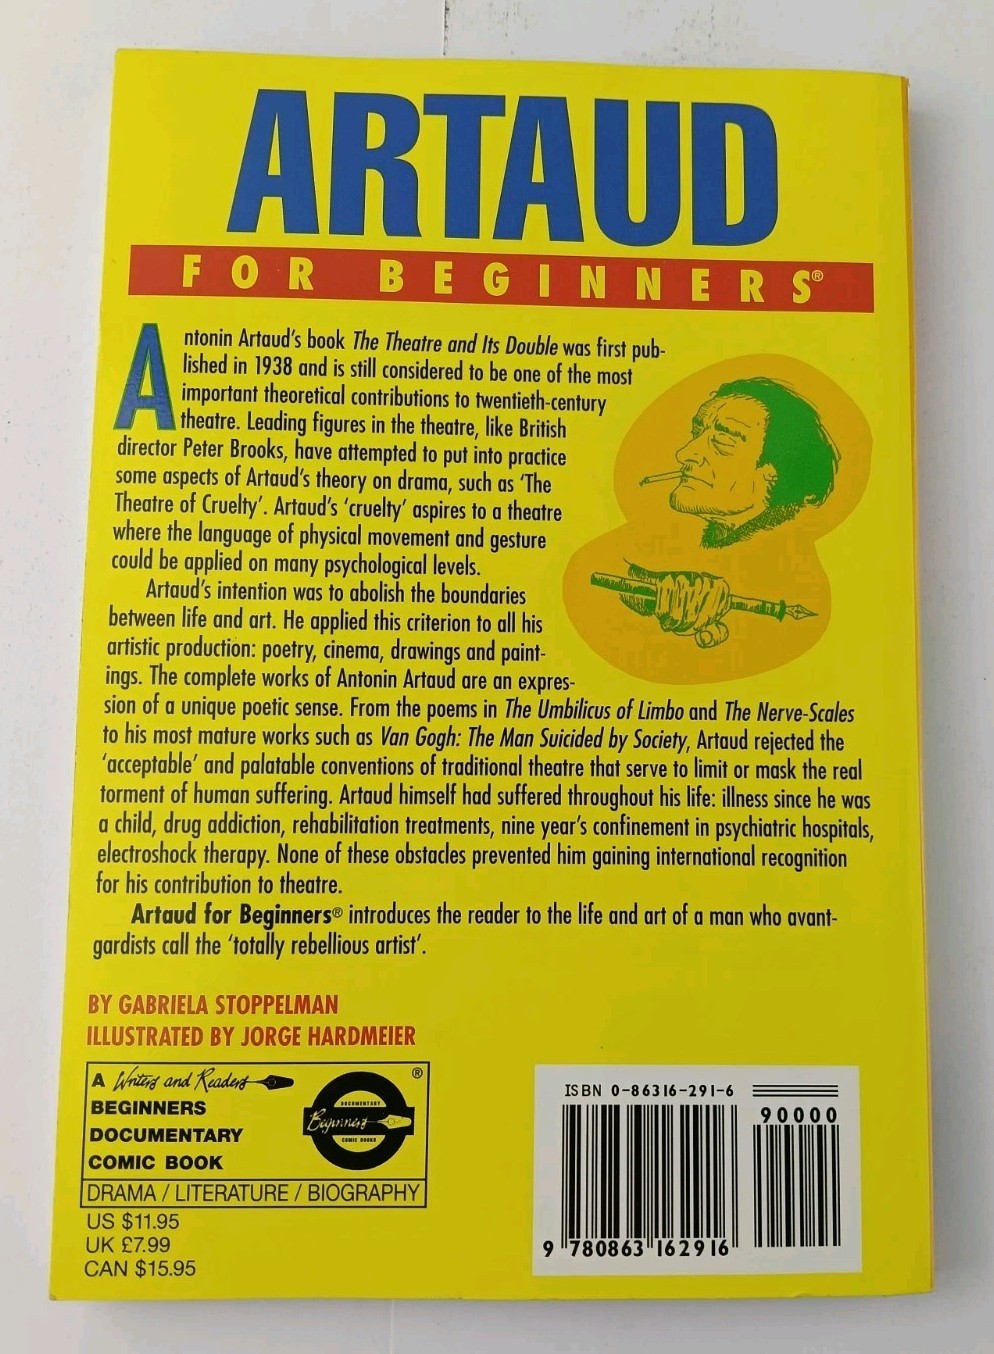 ARTAUD
FOR BEGINNERS®
Antonin Artaud's book The Theatre and Its Double was first pub-
lished in 1938 and is still considered to be one of the most
important theoretical contributions to twentieth-century
theatre. Leading figures in the theatre, like British
director Peter Brooks, have attempted to put into practice
some aspects of Artaud's theory on drama, such as 'The
Theatre of Cruelty'. Artaud's 'cruelty' aspires to a theatre
where the language of physical movement and gesture
could be applied on many psychological levels.
Artaud's intention was to abolish the boundaries
between life and art. He applied this criterion to all his
artistic production: poetry, cinema, drawings and paint-
ings. The complete works of Antonin Artaud are an expres-
sion of a unique poetic sense. From the poems in The Umbilicus of Limbo and The Nerve-Scales
to his most mature works such as Van Gogh: The Man Suicided by Society, Artaud rejected the
'acceptable' and palatable conventions of traditional theatre that serve to limit or mask the real
torment of human suffering. Artaud himself had suffered throughout his life: illness since he was
a child, drug addiction, rehabilitation treatments, nine year's confinement in psychiatric hospitals,
electroshock therapy. None of these obstacles prevented him gaining international recognition
for his contribution to theatre.
Artaud for Beginners® introduces the reader to the life and art of a man who avant-
gardists call the 'totally rebellious artist'.
BY GABRIELA STOPPELMAN
ILLUSTRATED BY JORGE HARDMEIER
A Writers and Readers
BEGINNERS
DOCUMENTARY
COMIC BOOK
®
DOCUMENTARY
Beginners
COMIC BOOKS
DRAMA / LITERATURE / BIOGRAPHY
US $11.95
UK £7.99
CAN $15.95
ISBN 0-86316-291-6
90000
9 780863 162916